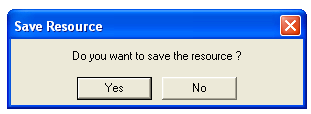 Save Resource
Do you want to save the resource ?
Yes
No